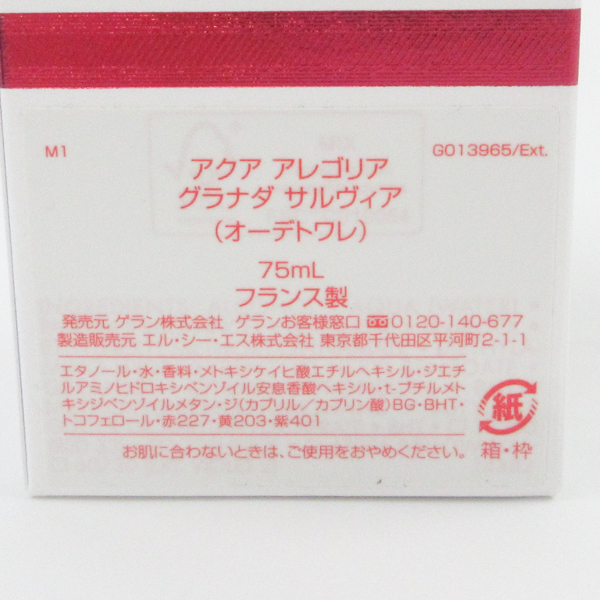 M1
G013965/Ext.
アクア アレゴリア
グラナダ サルヴィア
(オーデトワレ)
75mL
フランス製
発売元 ゲラン株式会社 ゲランお客様窓口 0120-140-677
製造販売元 エル・シー・エス株式会社 東京都千代田区平河町2-1-1
エタノール・水・香料・メトキシケイヒ酸エチルヘキシル・ジエチ
ルアミノヒドロキシベンゾイル安息香酸ヘキシル・t-ブチルメト
キシジベンゾイルメタン・ジ(カプリル/カプリン酸)BG・BHT・
トコフェロール・赤227・黄203・紫401
紙
お肌に合わないときは、ご使用をおやめください。
箱・枠